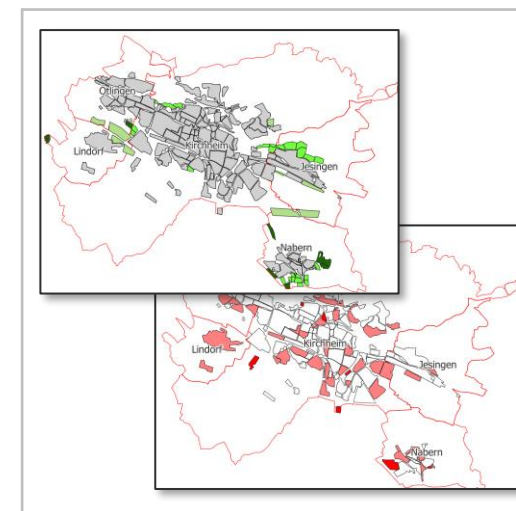 Ötlingen
Kirchheim
Lindorf
Jesingen
Nabern
Kirchheim
Lindorf
Jesingen
Nabern